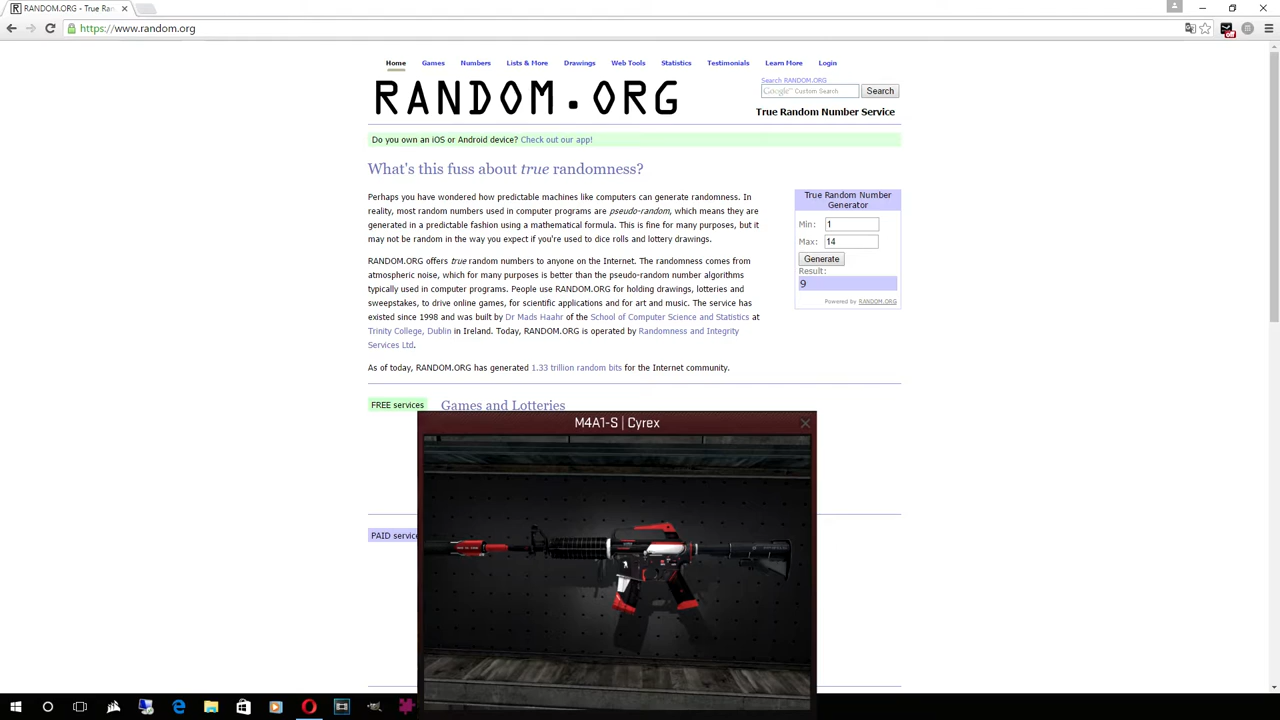 RANDOM.ORG - True Ran
https://www.random.org
off
Home Games Numbers Lists & More Drawings Web Tools Statistics Testimonials Learn More Login
RANDOM.ORG
Search RANDOM.ORG
Google™ Custom Search Search
True Random Number Service
Do you own an iOS or Android device? Check out our app!
What's this fuss about true randomness?
Perhaps you have wondered how predictable machines like computers can generate randomness. In
reality, most random numbers used in computer programs are pseudo-random, which means they are
generated in a predictable fashion using a mathematical formula. This is fine for many purposes, but it
may not be random in the way you expect if you're used to dice rolls and lottery drawings.
RANDOM.ORG offers true random numbers to anyone on the Internet. The randomness comes from
atmospheric noise, which for many purposes is better than the pseudo-random number algorithms
typically used in computer programs. People use RANDOM.ORG for holding drawings, lotteries and
sweepstakes, to drive online games, for scientific applications and for art and music. The service has
existed since 1998 and was built by Dr Mads Haahr of the School of Computer Science and Statistics at
Trinity College, Dublin in Ireland. Today, RANDOM.ORG is operated by Randomness and Integrity
Services Ltd.
As of today, RANDOM.ORG has generated 1.33 trillion random bits for the Internet community.
True Random Number
Generator
Min: 1
Max: 14
Generate
Result:
9
Powered by RANDOM.ORG
FREE services
Games and Lotteries
PAID service
M4A1-S | Cyrex